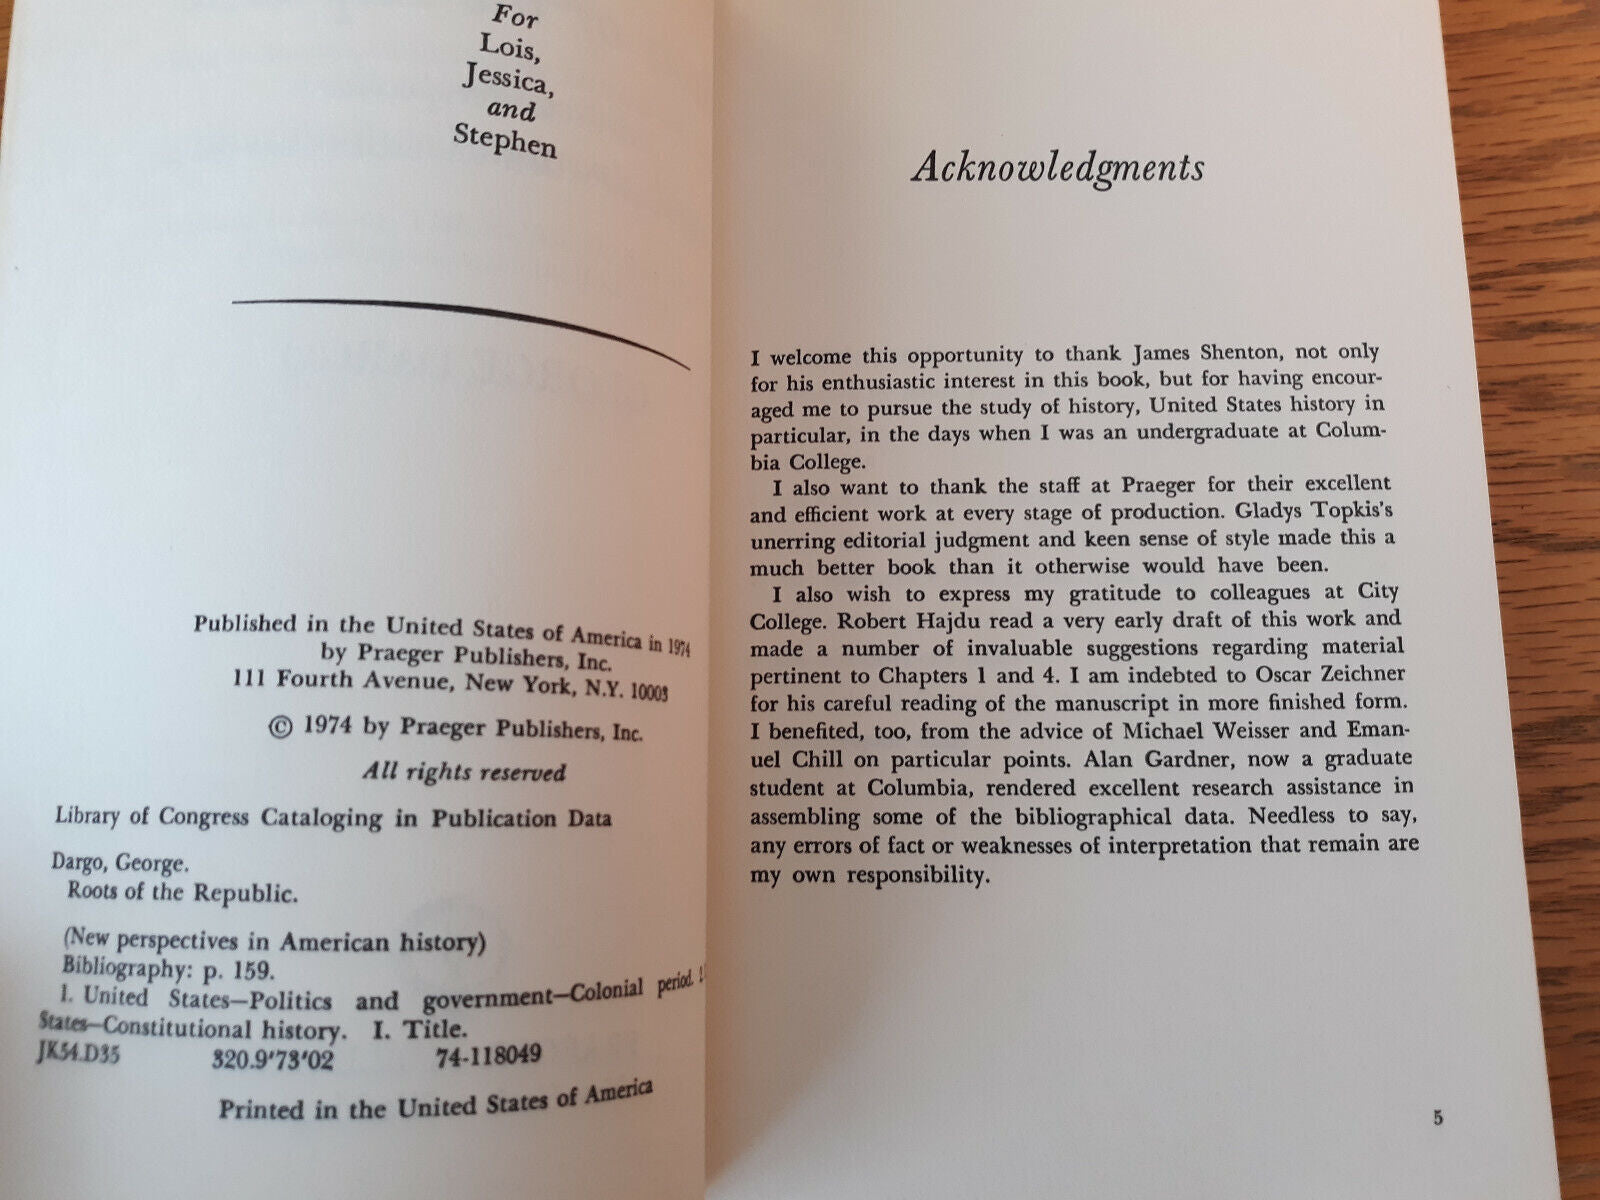 For
Lois,
Jessica,
and
Stephen
Published in the United States of America in 1974
by Praeger Publishers, Inc.
111 Fourth Avenue, New York, N.Y. 10003
© 1974 by Praeger Publishers, Inc.
All rights reserved
Library of Congress Cataloging in Publication Data
Dargo, George.
Roots of the Republic.
(New perspectives in American history)
Bibliography: p. 159.
1. United States—Politics and government—Colonial period.
States—Constitutional history. I. Title.
JK54.D35 320.9'73'02 74-118049
Printed in the United States of America
Acknowledgments
I welcome this opportunity to thank James Shenton, not only
for his enthusiastic interest in this book, but for having encour-
aged me to pursue the study of history, United States history in
particular, in the days when I was an undergraduate at Colum-
bia College.
I also want to thank the staff at Praeger for their excellent
and efficient work at every stage of production. Gladys Topkis's
unerring editorial judgment and keen sense of style made this a
much better book than it otherwise would have been.
I also wish to express my gratitude to colleagues at City
College. Robert Hajdu read a very early draft of this work and
made a number of invaluable suggestions regarding material
pertinent to Chapters 1 and 4. I am indebted to Oscar Zeichner
for his careful reading of the manuscript in more finished form.
I benefited, too, from the advice of Michael Weisser and Eman-
uel Chill on particular points. Alan Gardner, now a graduate
student at Columbia, rendered excellent research assistance in
assembling some of the bibliographical data. Needless to say,
any errors of fact or weaknesses of interpretation that remain are
my own responsibility.
5